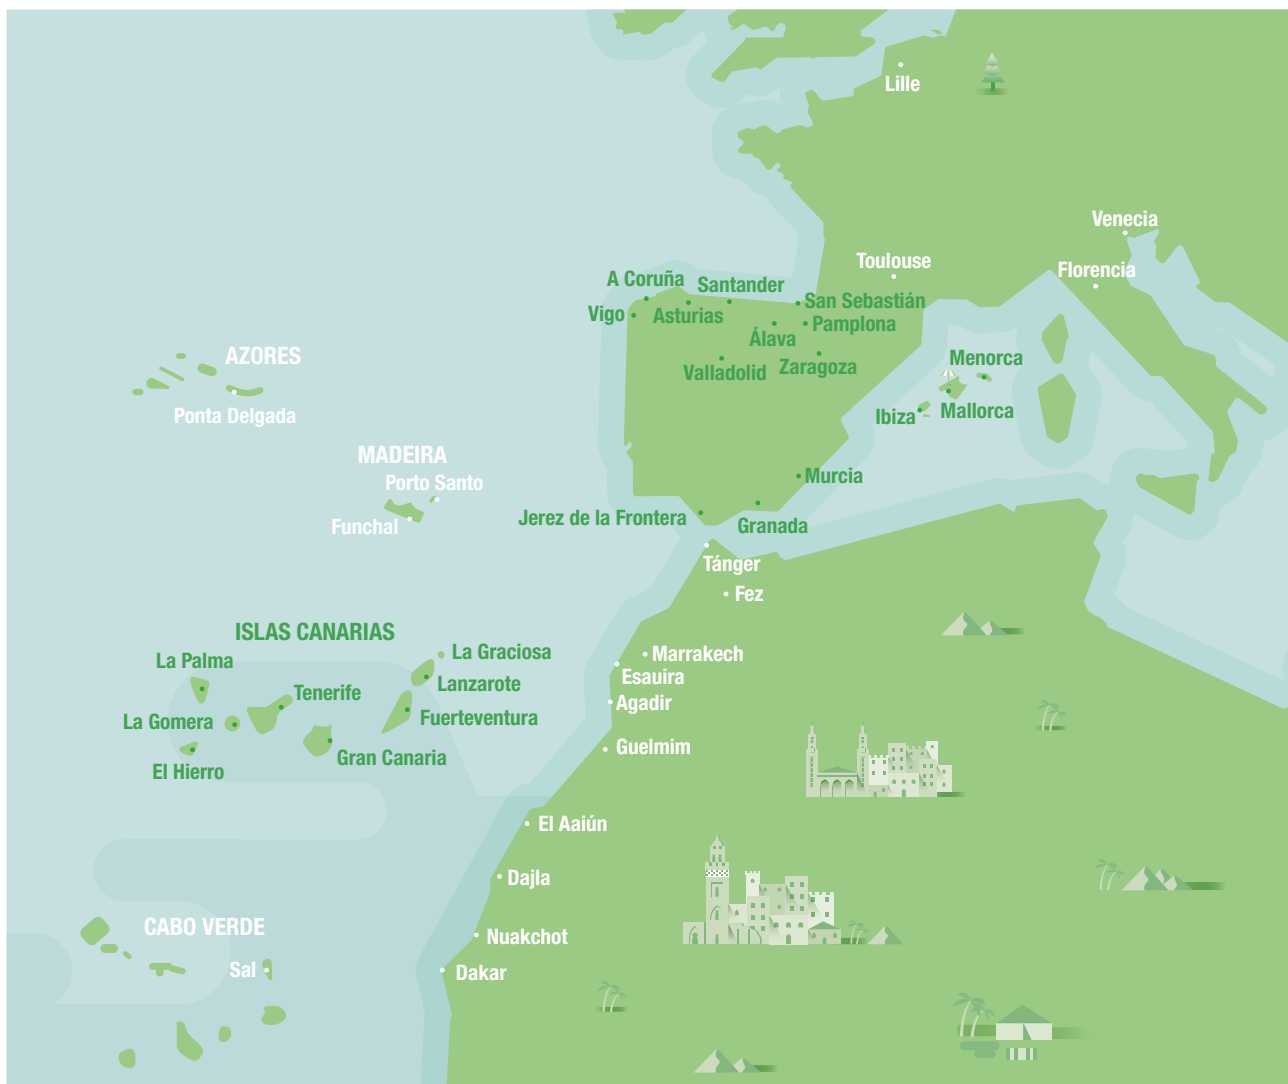 Lille
Venecia
Toulouse
Florencia
A Coruña
Santander
San Sebastián
Vigo
Asturias
Pamplona
Álava
AZORES
Menorca
Valladolid
Zaragoza
Ponta Delgada
Ibiza
Mallorca
MADEIRA
Porto Santo
Murcia
Funchal
Jerez de la Frontera
Granada
Tánger
Fez
ISLAS CANARIAS
La Graciosa
Marrakech
La Palma
Esauira
Lanzarote
Tenerife
Agadir
La Gomera
Fuerteventura
Guelmim
Gran Canaria
El Hierro
El Aaiún
Dajla
CABO VERDE
Nuakchot
Sal
Dakar